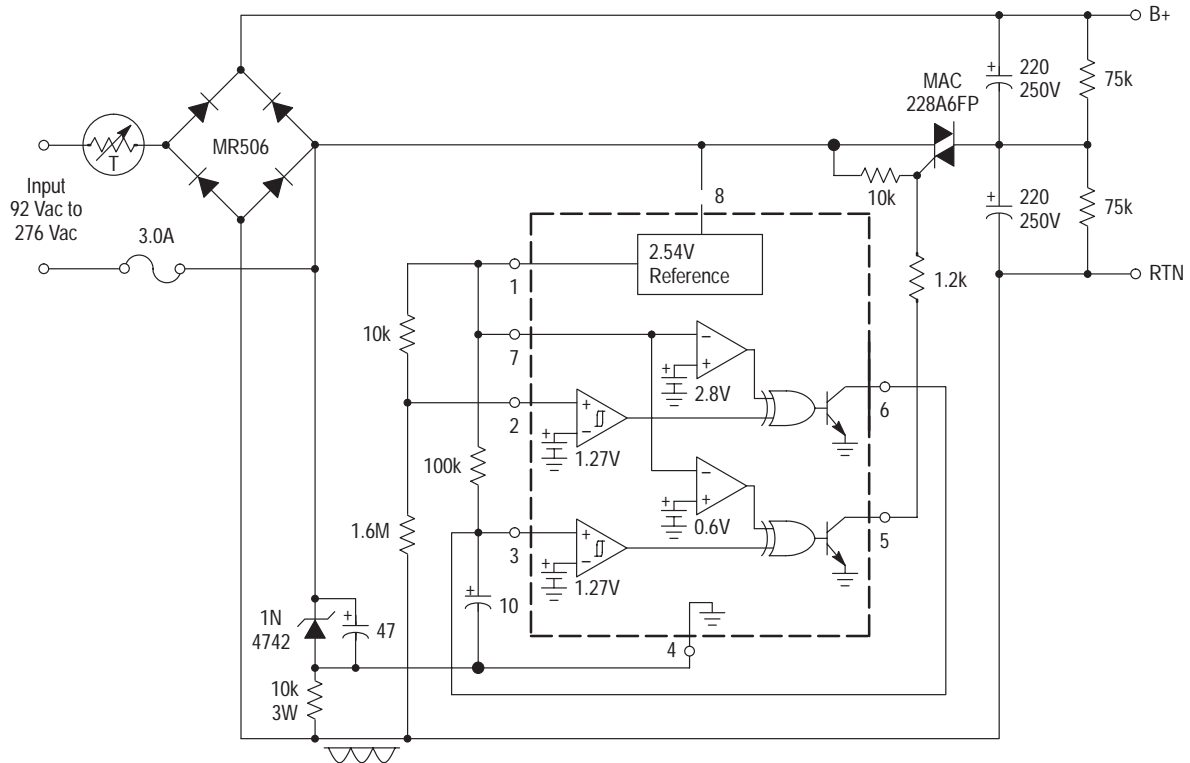 B+
220
250V
75k
MAC
228A6FP
MR506
T
Input
92 Vac to
276 Vac
3.0A
10k
8
2.54V
Reference
220
250V
75k
RTN
1.2k
1
10k
7
2.8V
6
2
1.27V
100k
0.6V
1.6M
3
5
1.27V
10
1N
4742
47
4
10k
3W
+
+
–
+
+
+
–
+
–
+
+
+
–
+
–
+
+
+